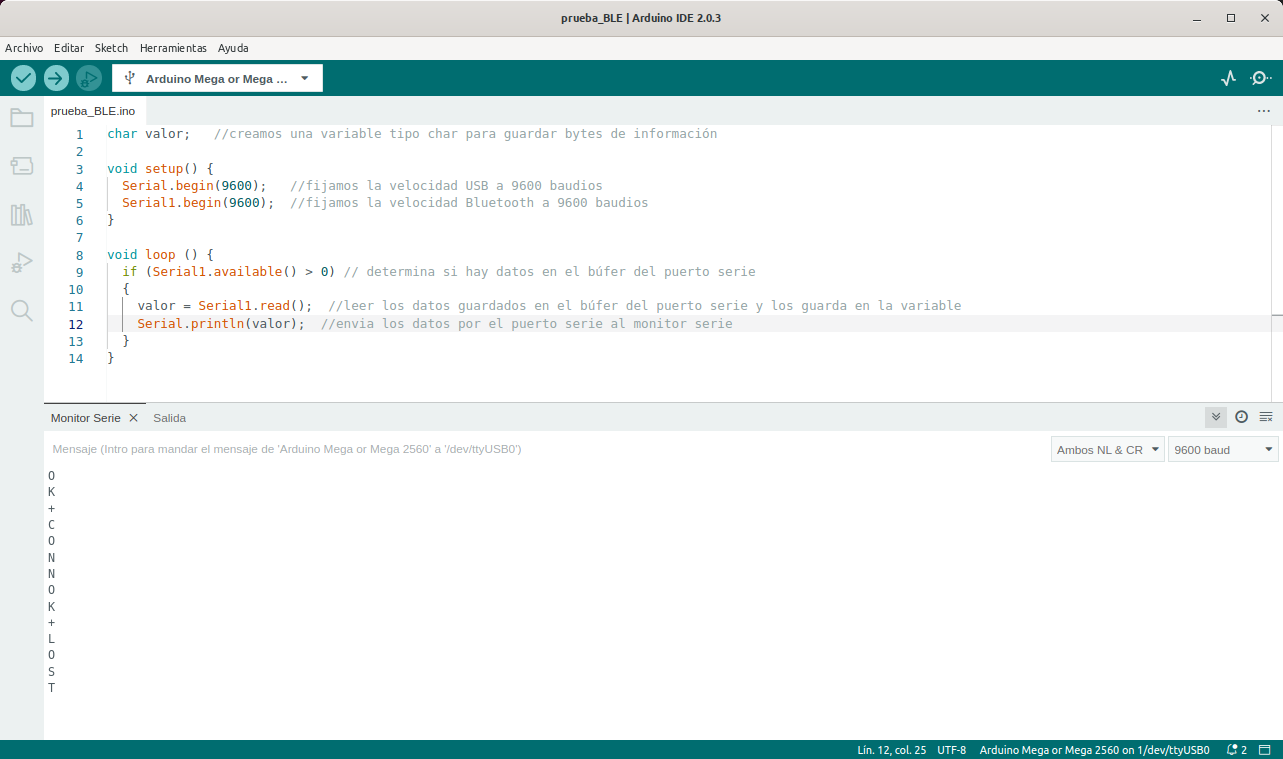 prueba_BLE | Arduino IDE 2.0.3
Archivo Editar Sketch Herramientas Ayuda
Arduino Mega or Mega ...
prueba_BLE.ino
1 char valor;   //creamos una variable tipo char para guardar bytes de información
2
3 void setup() {
4   Serial.begin(9600);   //fijamos la velocidad USB a 9600 baudios
5   Serial1.begin(9600);  //fijamos la velocidad Bluetooth a 9600 baudios
6 }
7
8 void loop () {
9   if (Serial1.available() > 0) // determina si hay datos en el búfer del puerto serie
10   {
11     valor = Serial1.read();  //leer los datos guardados en el búfer del puerto serie y los guarda en la variable
12     Serial.println(valor);  //envia los datos por el puerto serie al monitor serie
13   }
14 }
Monitor Serie Salida
Mensaje (Intro para mandar el mensaje de 'Arduino Mega or Mega 2560' a '/dev/ttyUSB0')
Ambos NL & CR 9600 baud
O
K
+
C
O
N
N
O
K
+
L
O
S
T
Lín. 12, col. 25 UTF-8 Arduino Mega or Mega 2560 on 1/dev/ttyUSB0 2